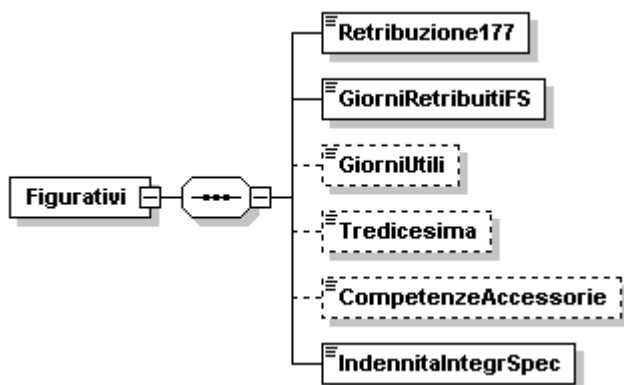 Retribuzione177
GiorniRetribuitiFS
GiorniUtili
Figurativi
Tredicesima
CompetenzeAccessorie
IndennitaIntegrSpec